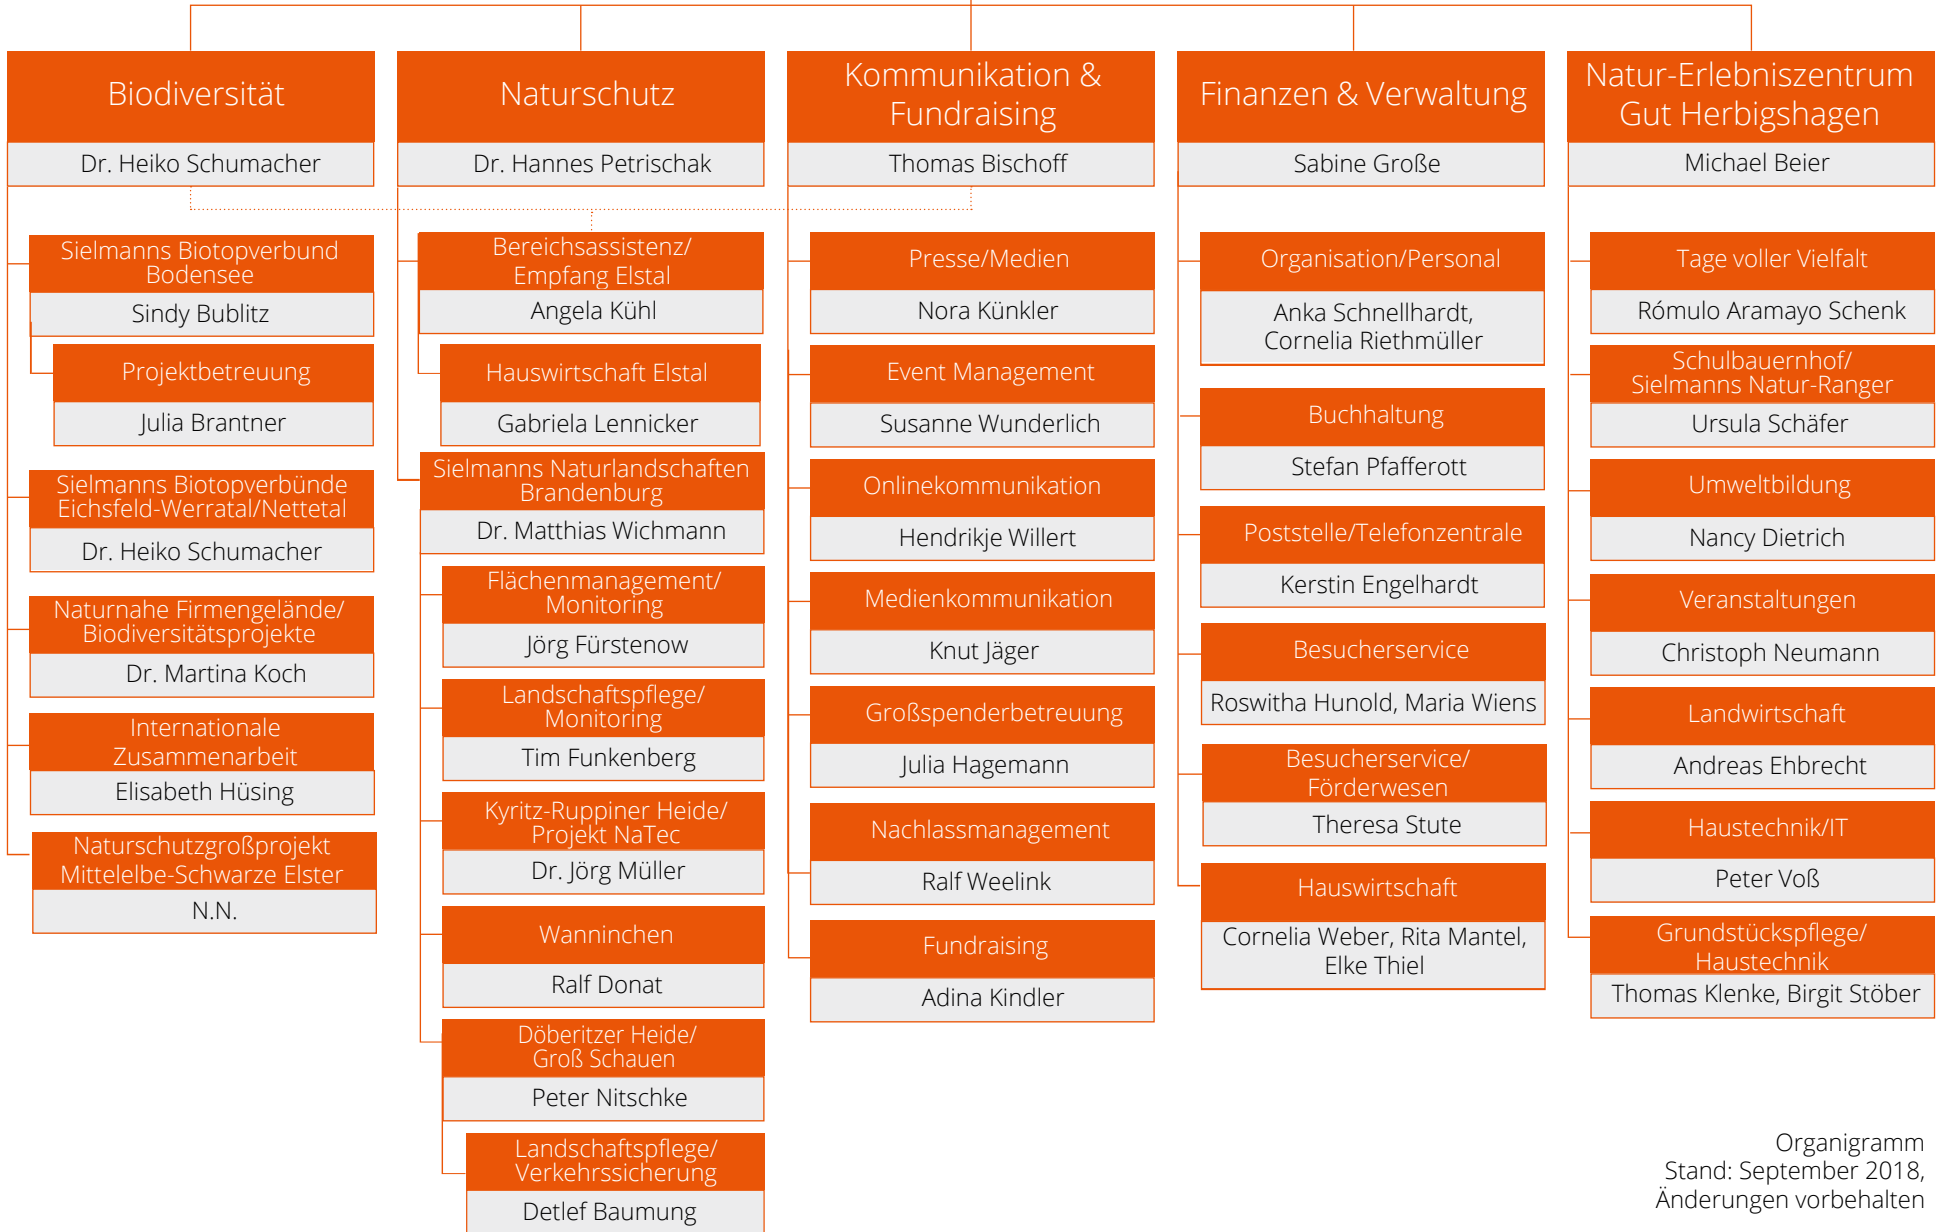 Biodiversität
Dr. Heiko Schumacher
Sielmanns Biotopverbund
Bodensee
Sindy Bublitz
Projektbetreuung
Julia Brantner
Sielmanns Biotopverbünde
Eichsfeld-Werratal/Nettetal
Dr. Heiko Schumacher
Naturnahe Firmengelände/
Biodiversitätsprojekte
Dr. Martina Koch
Internationale
Zusammenarbeit
Elisabeth Hüsing
Naturschutzgroßprojekt
Mittelelbe-Schwarze Elster
N.N.
Naturschutz
Dr. Hannes Petrischak
Bereichsassistenz/
Empfang Elstal
Angela Kühl
Hauswirtschaft Elstal
Gabriela Lennicker
Sielmanns Naturlandschaften
Brandenburg
Dr. Matthias Wichmann
Flächenmanagement/
Monitoring
Jörg Fürstenow
Landschaftspflege/
Monitoring
Tim Funkenberg
Kyritz-Ruppiner Heide/
Projekt NaTec
Dr. Jörg Müller
Wanninchen
Ralf Donat
Döberitzer Heide/
Groß Schauen
Peter Nitschke
Landschaftspflege/
Verkehrssicherung
Detlef Baumung
Kommunikation &
Fundraising
Thomas Bischoff
Presse/Medien
Nora Künkler
Event Management
Susanne Wunderlich
Onlinekommunikation
Hendrikje Willert
Medienkommunikation
Knut Jäger
Großspenderbetreuung
Julia Hagemann
Nachlassmanagement
Ralf Weelink
Fundraising
Adina Kindler
Finanzen & Verwaltung
Sabine Große
Organisation/Personal
Anka Schnellhardt,
Cornelia Riethmüller
Buchhaltung
Stefan Pfafferott
Poststelle/Telefonzentrale
Kerstin Engelhardt
Besucherservice
Roswitha Hunold, Maria Wiens
Besucherservice/
Förderwesen
Theresa Stute
Hauswirtschaft
Cornelia Weber, Rita Mantel,
Elke Thiel
Natur-Erlebniszentrum
Gut Herbigshagen
Michael Beier
Tage voller Vielfalt
Rómulo Aramayo Schenk
Schulbauernhof/
Sielmanns Natur-Ranger
Ursula Schäfer
Umweltbildung
Nancy Dietrich
Veranstaltungen
Christoph Neumann
Landwirtschaft
Andreas Ehbrecht
Haustechnik/IT
Peter Voß
Grundstückspflege/
Haustechnik
Thomas Klenke, Birgit Stöber
Organigramm
Stand: September 2018,
Änderungen vorbehalten